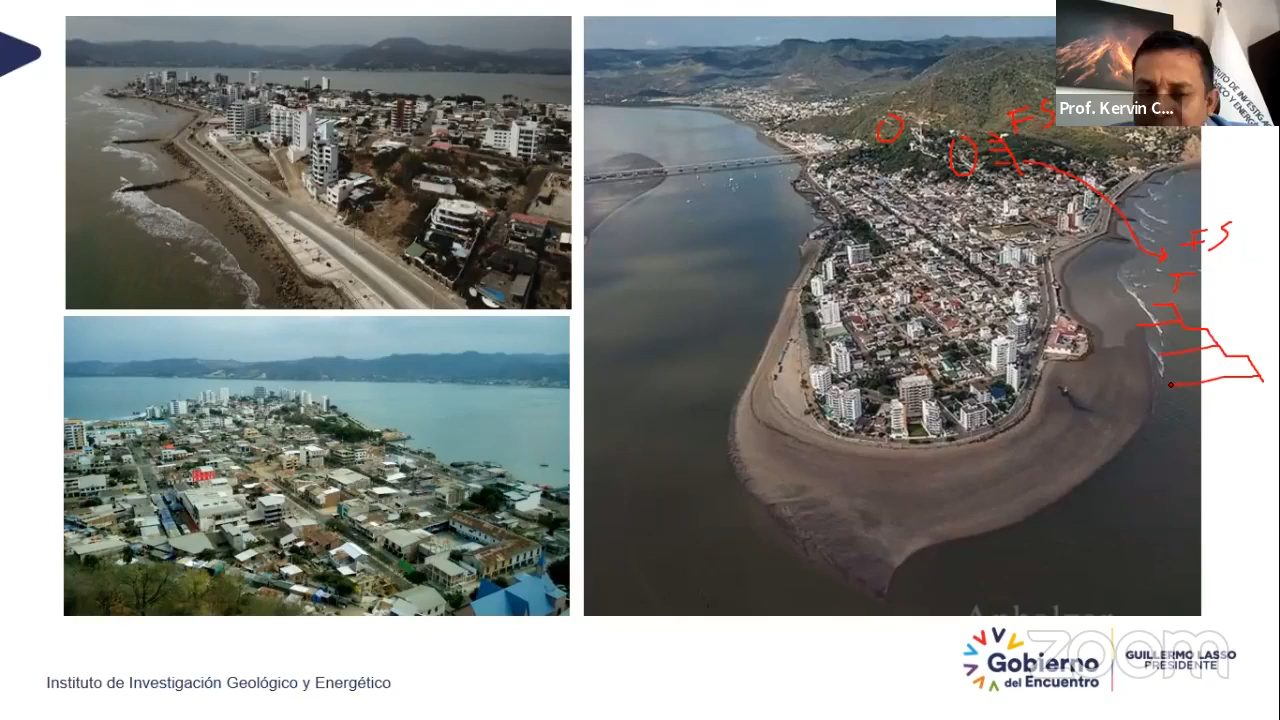 Prof. Kervin C...
FS
FS
T
zoom
Gobierno
del Encuentro
GUILLERMO LASSO
PRESIDENTE
Instituto de Investigación Geológico y Energético